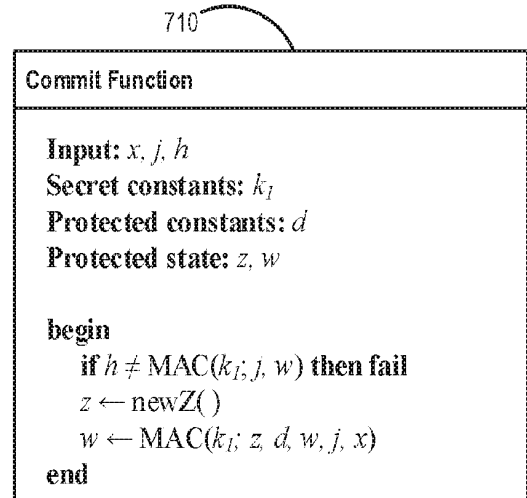 710
Commit Function
Input: x, j, h
Secret constants: k₁
Protected constants: d
Protected state: z, w
begin
if h ≠ MAC(k₁; j, w) then fail
z ← newZ( )
w ← MAC(k₁; z, d, w, j, x)
end